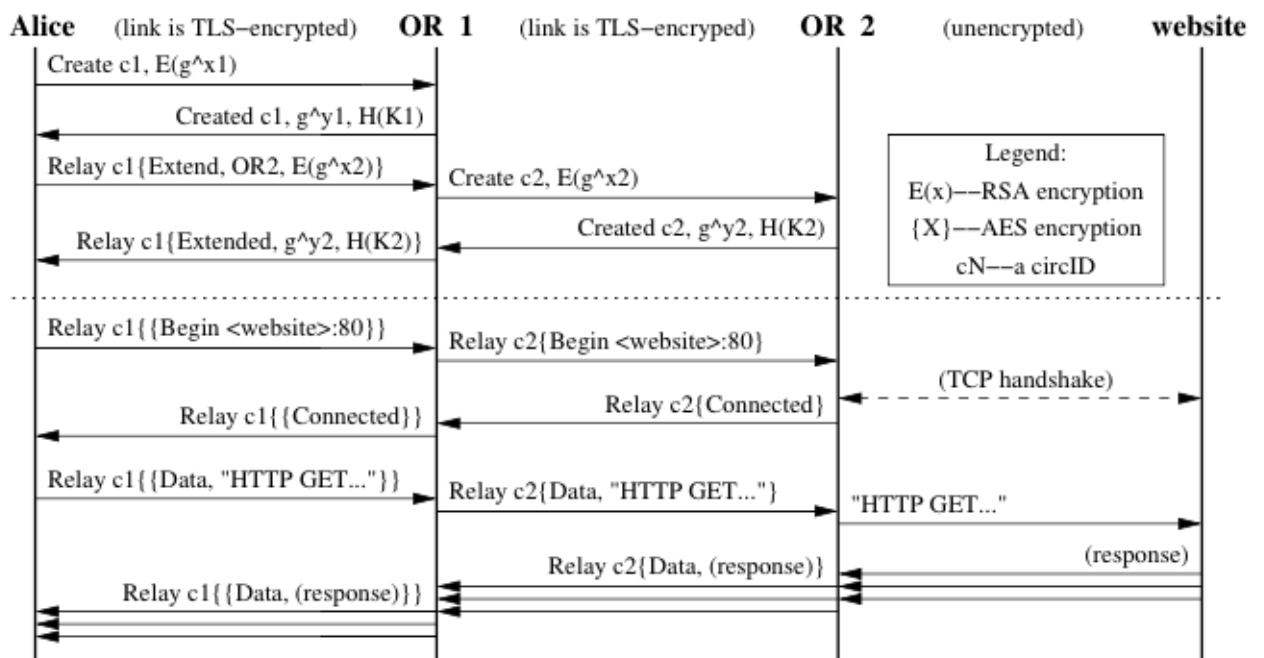 Alice (link is TLS−encrypted) OR 1 (link is TLS−encryped) OR 2 (unencrypted) website
Create c1, E(g^x1)
Created c1, g^y1, H(K1)
Relay c1{Extend, OR2, E(g^x2)}
Create c2, E(g^x2)
Created c2, g^y2, H(K2)
Relay c1{Extended, g^y2, H(K2)}
Legend:
E(x)−−RSA encryption
{X}−−AES encryption
cN−−a circID
Relay c1{{Begin <website>:80}}
Relay c2{Begin <website>:80}
(TCP handshake)
Relay c2{Connected}
Relay c1{{Connected}}
Relay c1{{Data, "HTTP GET..."}}
Relay c2{Data, "HTTP GET..."}
"HTTP GET..."
(response)
Relay c2{Data, (response)}
Relay c1{{Data, (response)}}